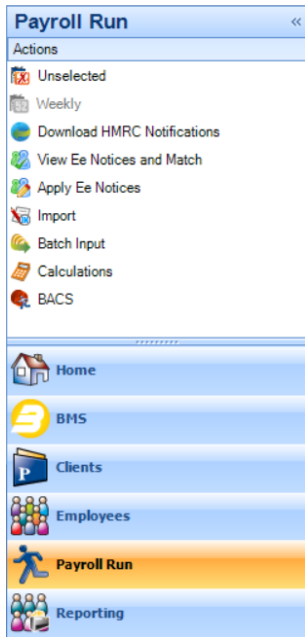 Payroll Run «
Actions
Unselected
Weekly
Download HMRC Notifications
View Ee Notices and Match
Apply Ee Notices
Import
Batch Input
Calculations
BACS
Home
BMS
Clients
Employees
Payroll Run
Reporting